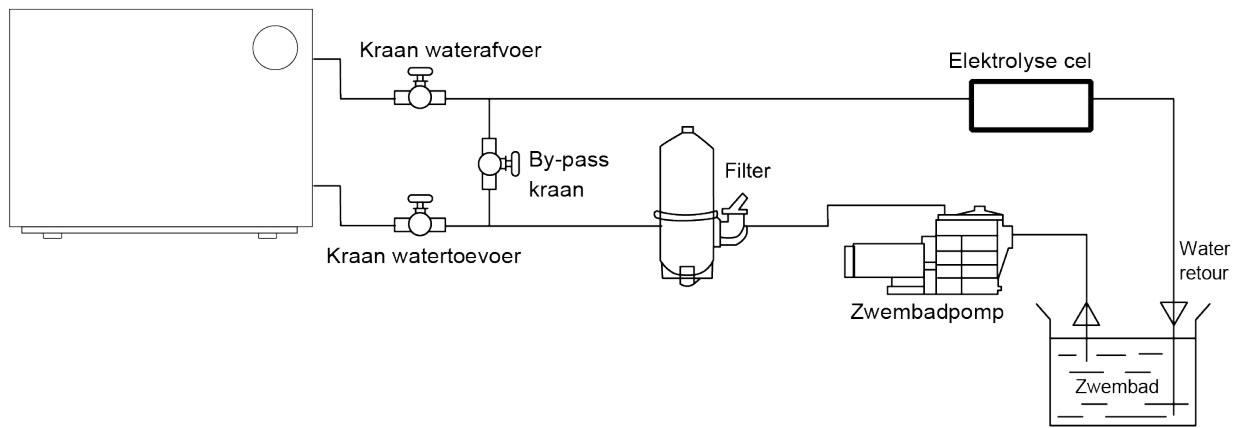 Kraan waterafvoer
Elektrolyse cel
By-pass
kraan
Filter
Kraan watertoevoer
Water
retour
Zwembadpomp
Zwembad